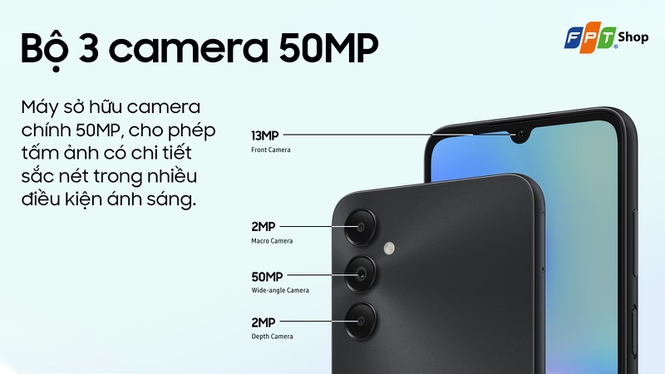 Bộ 3 camera 50MP
FPT Shop
Máy sở hữu camera
chính 50MP, cho phép
tấm ảnh có chi tiết
sắc nét trong nhiều
điều kiện ánh sáng.
13MP
Front Camera
2MP
Macro Camera
50MP
Wide-angle Camera
2MP
Depth Camera